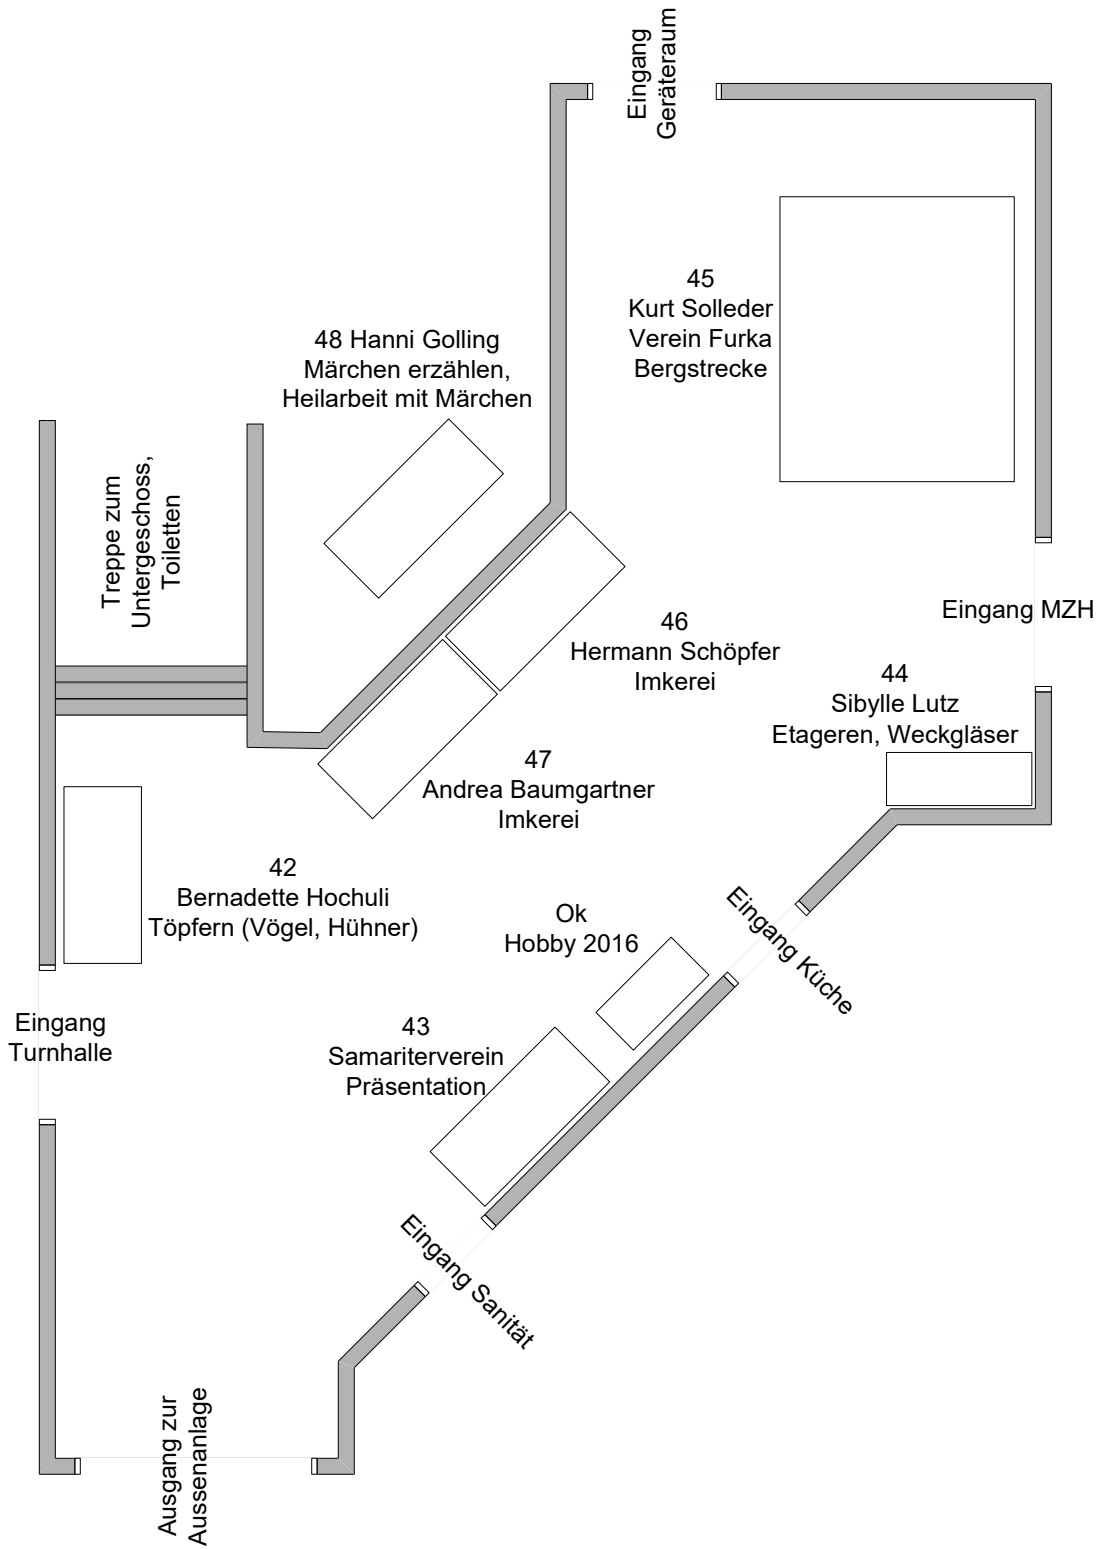 Eingang
Geräteraum
45
Kurt Solleder
Verein Furka
Bergstrecke
48 Hanni Golling
Märchen erzählen,
Heilarbeit mit Märchen
Treppe zum
Untergeschoss,
Toiletten
Eingang MZH
46
Hermann Schöpfer
Imkerei
44
Sibylle Lutz
Etageren, Weckgläser
47
Andrea Baumgartner
Imkerei
42
Bernadette Hochuli
Töpfern (Vögel, Hühner)
Ok
Hobby 2016
Eingang Küche
Eingang
Turnhalle
43
Samariterverein
Präsentation
Eingang Sanität
Ausgang zur
Aussenanlage